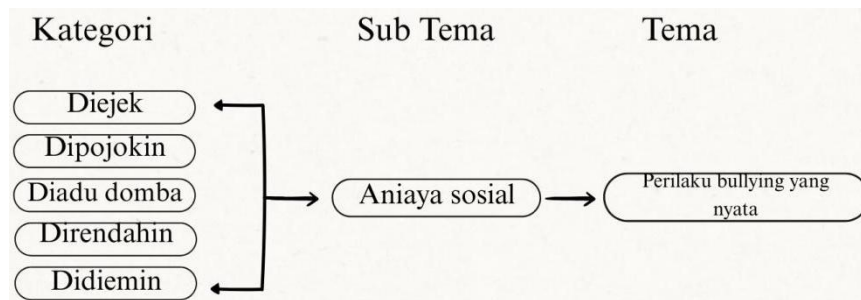 Kategori
Sub Tema
Tema
Diejek
Dipojokin
Diadu domba
Direndahin
Didiemin
Aniaya sosial
Perilaku bullying yang
nyata